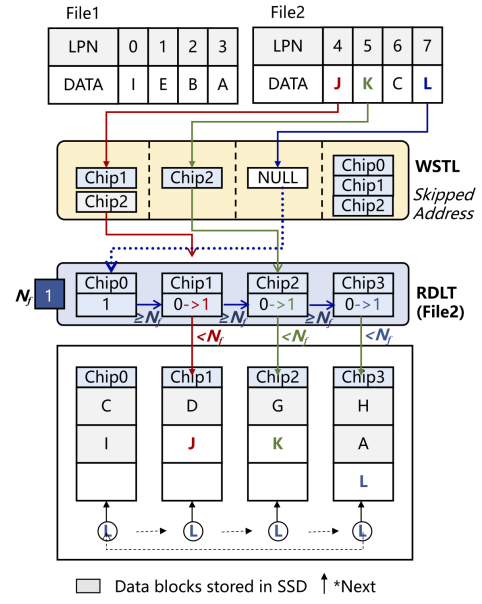 File1
File2
LPN 0 1 2 3
LPN 4 5 6 7
DATA I E B A
DATA J K C L
Chip1
Chip2
Chip2
NULL
Chip0
Chip1
Chip2
WSTL
Skipped
Address
Nf 1
Chip0 Chip1 Chip2 Chip3
1 0->1 0->1 0->1
≥Nf ≥Nf ≥Nf
RDLT
(File2)
<Nf <Nf <Nf
Chip0 Chip1 Chip2 Chip3
C D G H
I J K A
L
L L L L
Data blocks stored in SSD
*Next